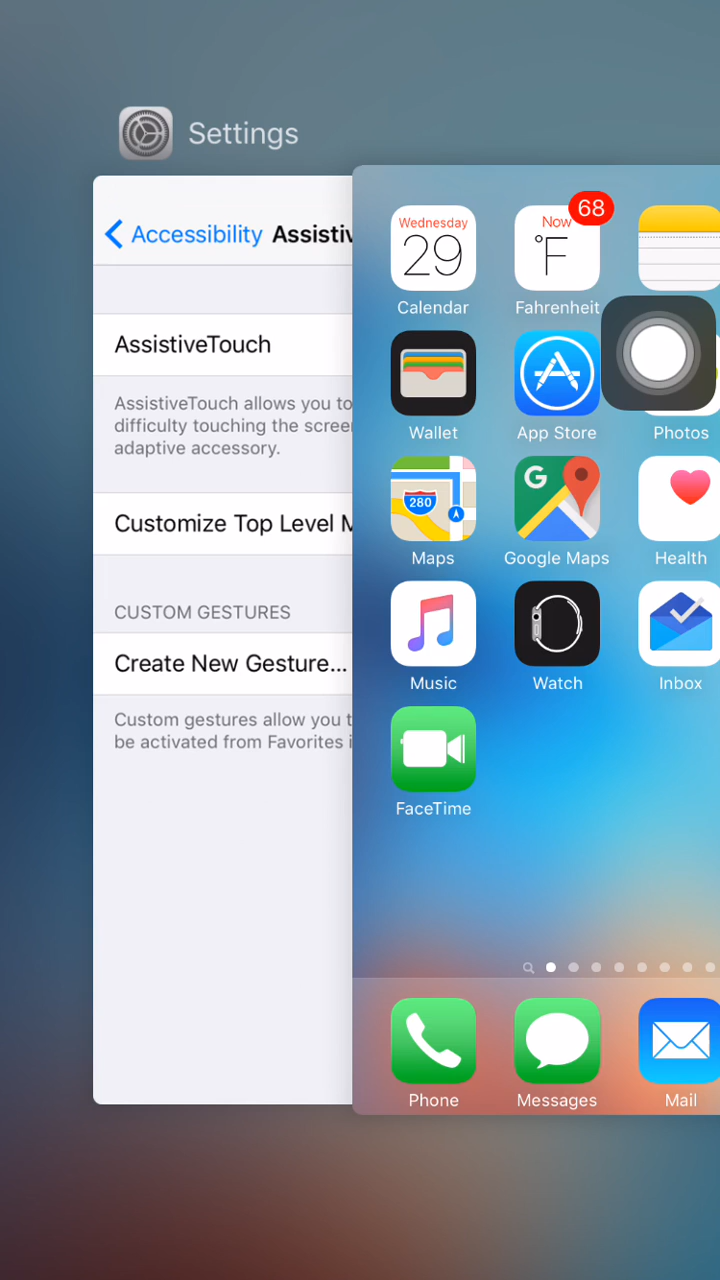 Settings
Accessibility Assistiv
AssistiveTouch
AssistiveTouch allows you to
difficulty touching the scree
adaptive accessory.
Customize Top Level M
CUSTOM GESTURES
Create New Gesture...
Custom gestures allow you t
be activated from Favorites i
Wednesday
29
Calendar
Now
68
°F
Fahrenheit
Wallet
App Store
Photos
280
Maps
G
Google Maps
Health
Music
Watch
Inbox
FaceTime
Phone
Messages
Mail